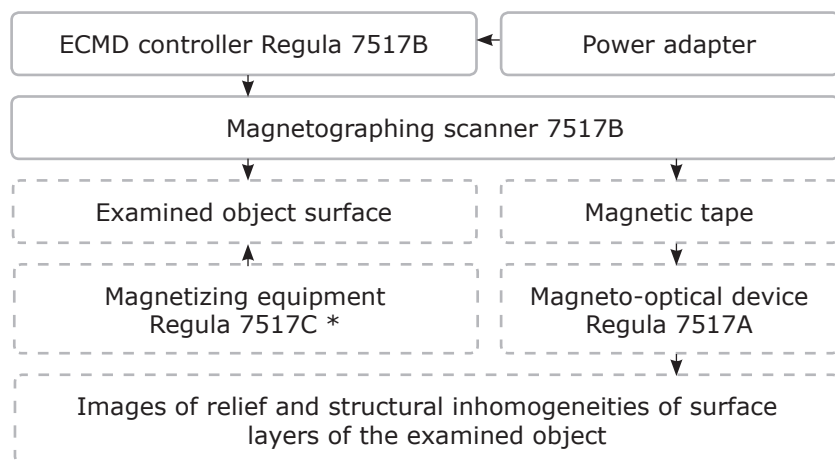 ECMD controller Regula 7517B
Power adapter
Magnetographing scanner 7517B
Examined object surface
Magnetic tape
Magnetizing equipment
Regula 7517C *
Magneto-optical device
Regula 7517A
Images of relief and structural inhomogeneities of surface
layers of the examined object